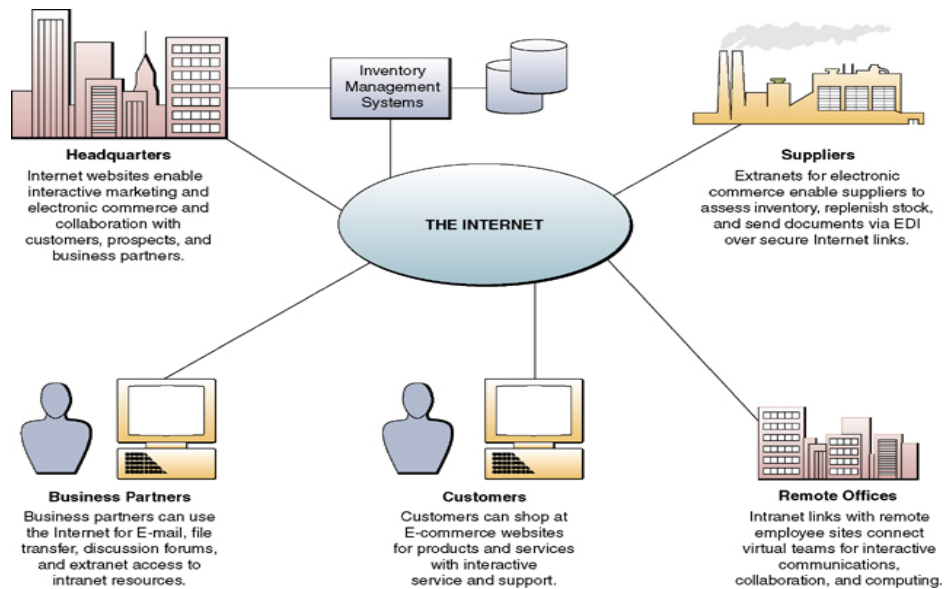 Inventory
Management
Systems
Headquarters
Internet websites enable
interactive marketing and
electronic commerce and
collaboration with
customers, prospects, and
business partners.
Suppliers
Extranets for electronic
commerce enable suppliers to
assess inventory, replenish stock,
and send documents via EDI
over secure Internet links.
THE INTERNET
Business Partners
Business partners can use
the Internet for E-mail, file
transfer, discussion forums,
and extranet access to
intranet resources.
Customers
Customers can shop at
E-commerce websites
for products and services
with interactive
service and support.
Remote Offices
Intranet links with remote
employee sites connect
virtual teams for interactive
communications,
collaboration, and computing.